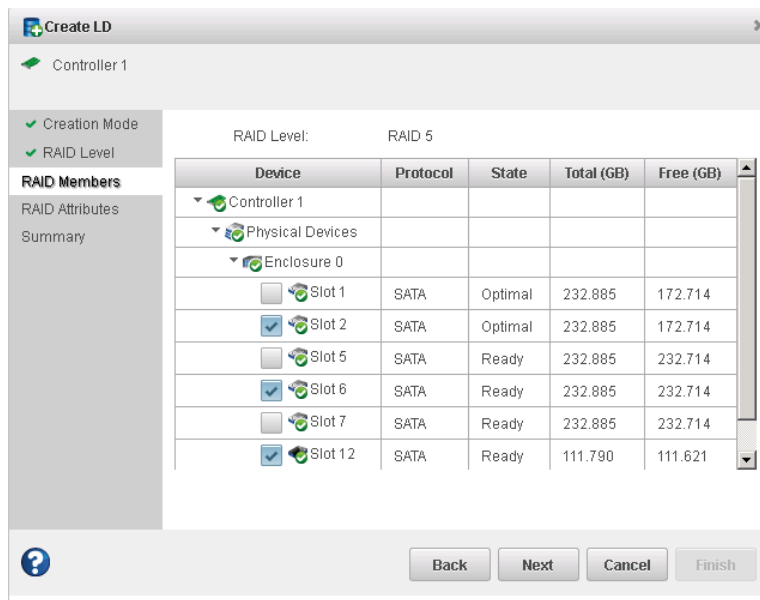 Create LD
Controller 1
Creation Mode
RAID Level
RAID Members
RAID Attributes
Summary
RAID Level: RAID 5
Device Protocol State Total (GB) Free (GB)
Controller 1
Physical Devices
Enclosure 0
Slot 1 SATA Optimal 232.885 172.714
Slot 2 SATA Optimal 232.885 172.714
Slot 5 SATA Ready 232.885 232.714
Slot 6 SATA Ready 232.885 232.714
Slot 7 SATA Ready 232.885 232.714
Slot 12 SATA Ready 111.790 111.621
? Back Next Cancel Finish